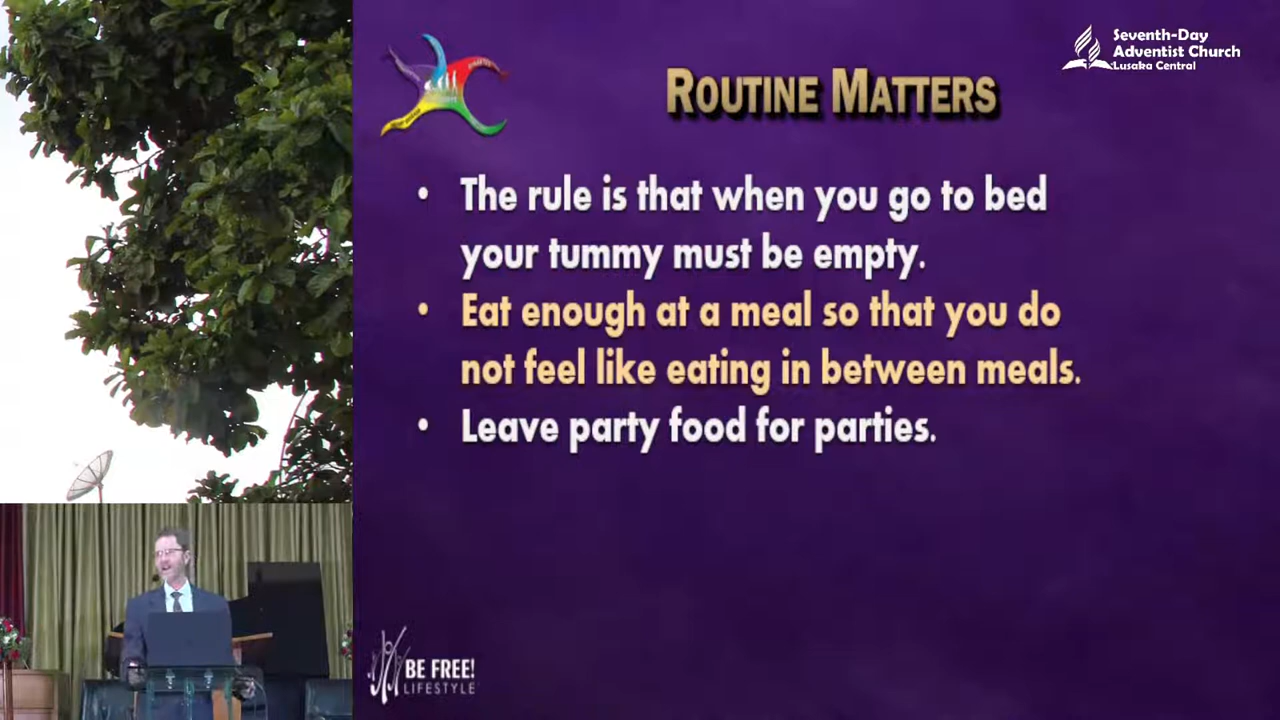 Seventh-Day
Adventist Church
Lusaka Central
ROUTINE MATTERS
• The rule is that when you go to bed
your tummy must be empty.
• Eat enough at a meal so that you do
not feel like eating in between meals.
• Leave party food for parties.
BE FREE!
LIFESTYLE